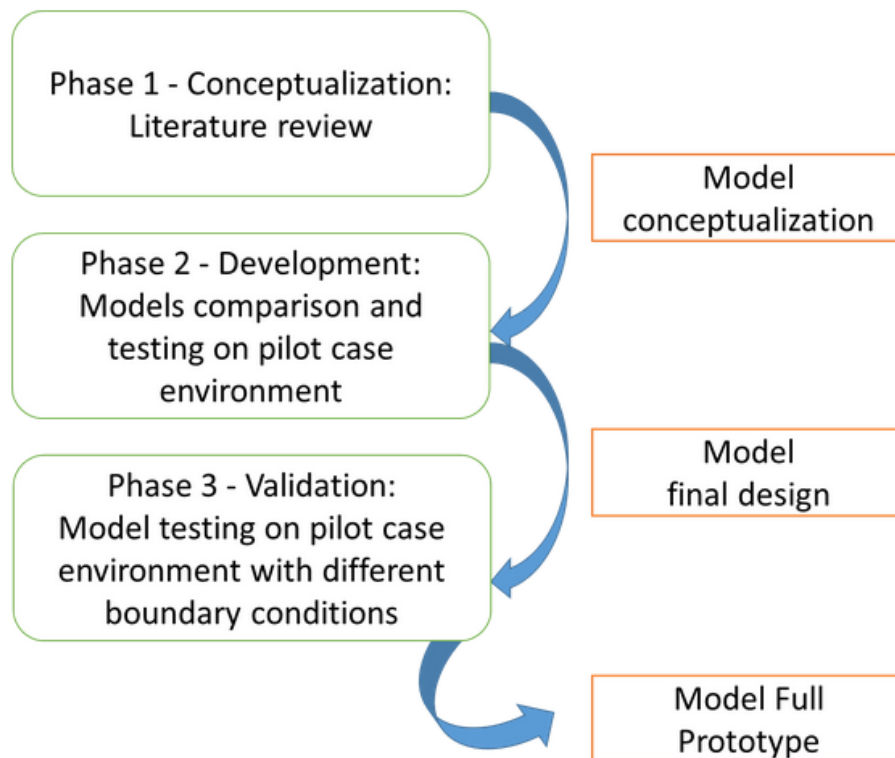 Phase 1 - Conceptualization:
Literature review
Model
conceptualization
Phase 2 - Development:
Models comparison and
testing on pilot case
environment
Model
final design
Phase 3 - Validation:
Model testing on pilot case
environment with different
boundary conditions
Model Full
Prototype